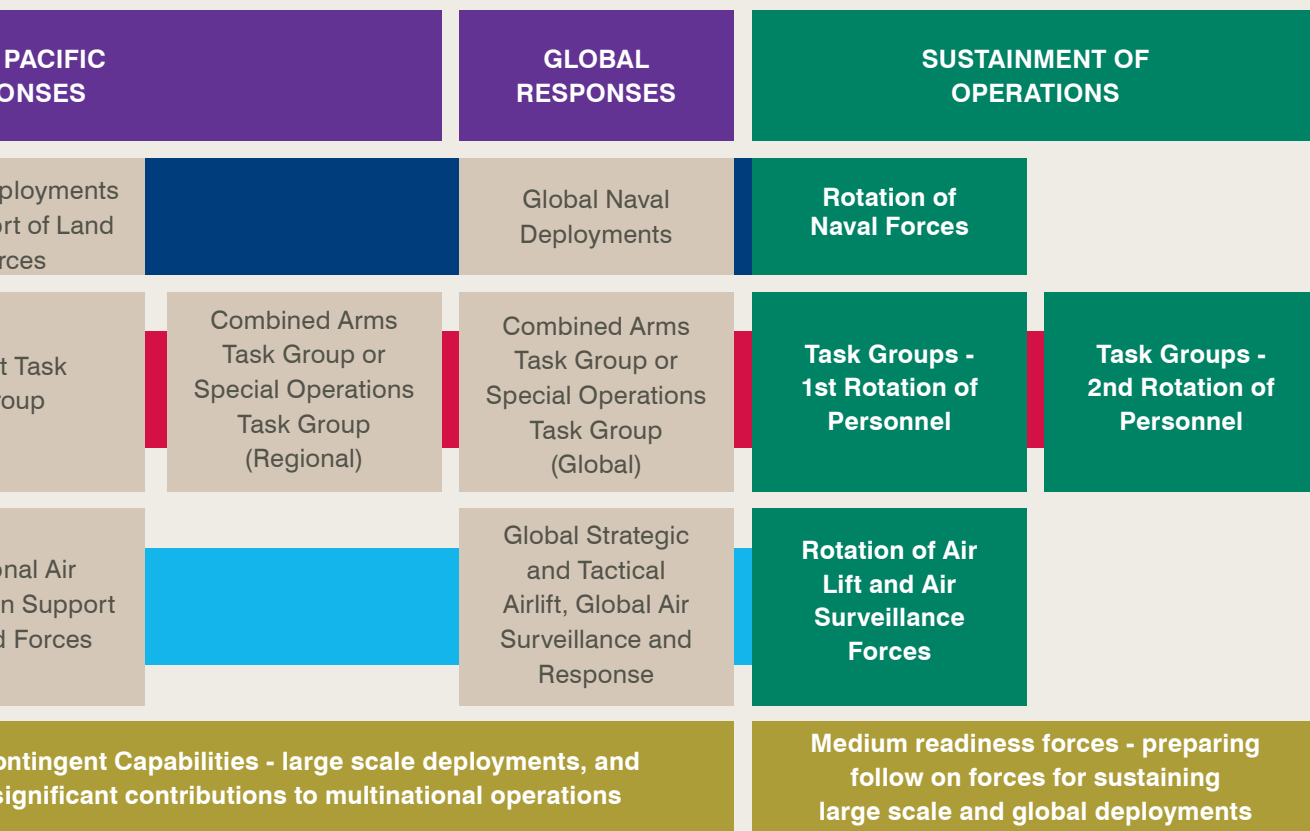 PACIFIC
GLOBAL
RESPONSES
SUSTAINMENT OF
OPERATIONS
rt of Land
Global Naval
Deployments
Rotation of
Naval Forces
t Task
Combined Arms
Task Group or
Special Operations
Task Group
(Regional)
Combined Arms
Task Group or
Special Operations
Task Group
(Global)
Task Groups -
1st Rotation of
Personnel
Task Groups -
2nd Rotation of
Personnel
onal Air
n Support
d Forces
Global Strategic
and Tactical
Airlift, Global Air
Surveillance and
Response
Rotation of Air
Lift and Air
Surveillance
Forces
ontingent Capabilities - large scale deployments, and
significant contributions to multinational operations
Medium readiness forces - preparing
follow on forces for sustaining
large scale and global deployments